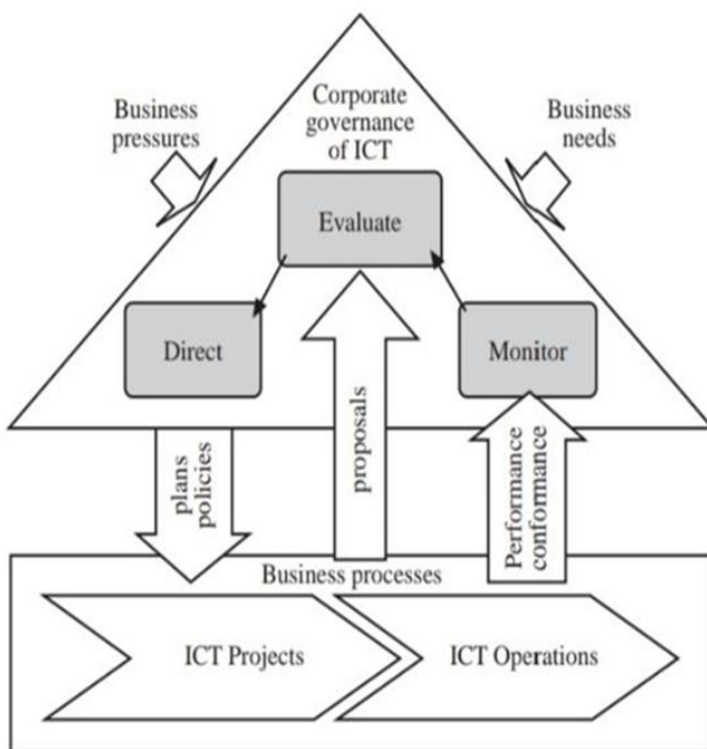 Business
pressures
Corporate
governance
of ICT
Business
needs
Evaluate
Direct
Monitor
plans
policies
proposals
Performance
conformance
Business processes
ICT Projects
ICT Operations